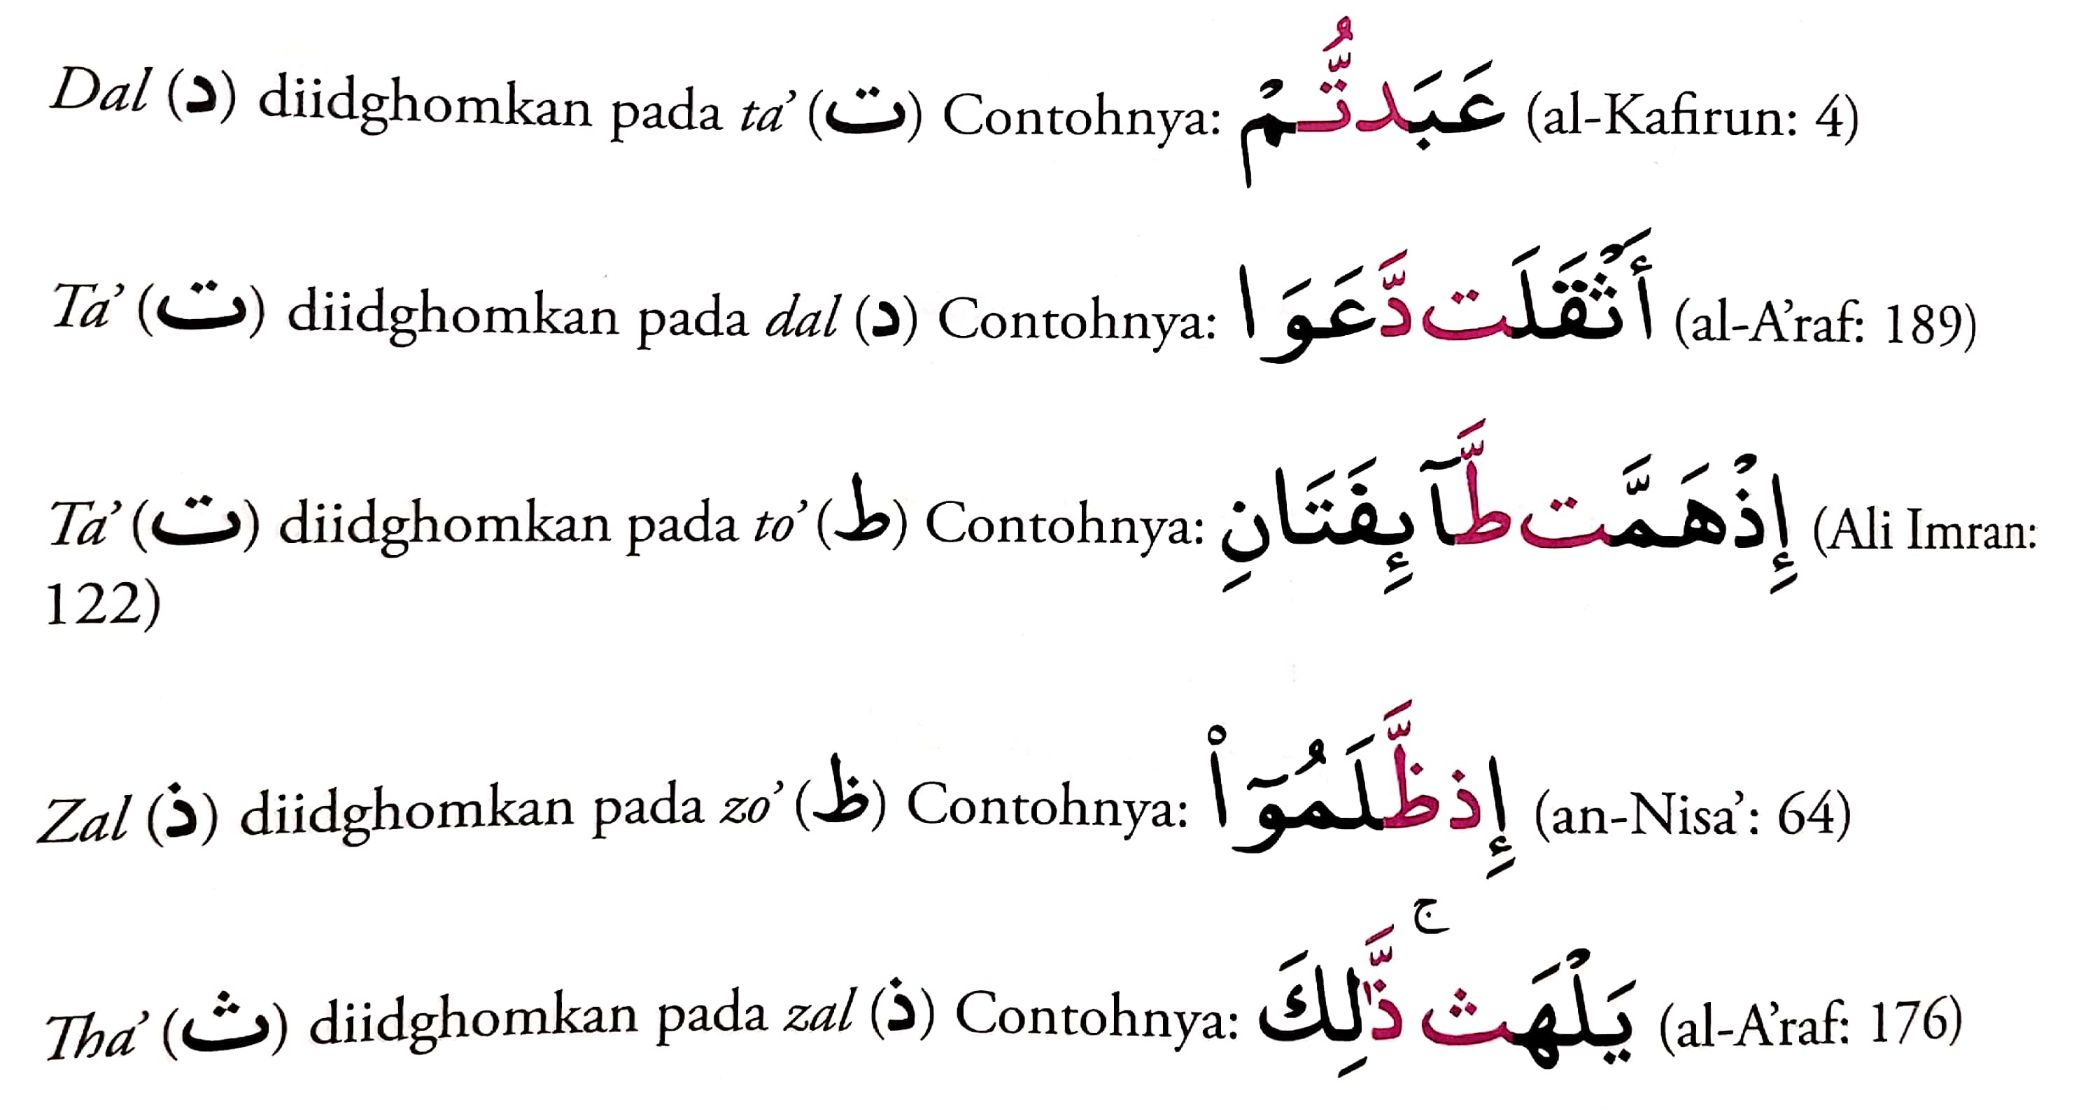 Dal (د) diidghomkan pada ta’ (ت) Contohnya: عَبَدتُّمْ (al-Kafirun: 4)
Ta’ (ت) diidghomkan pada dal (د) Contohnya: أَثْقَلَت دَّعَوَا (al-A’raf: 189)
Ta’ (ت) diidghomkan pada to’ (ط) Contohnya: إِذْهَمَّت طَّآئِفَتَانِ (Ali Imran:
122)
Zal (ذ) diidghomkan pada zo’ (ظ) Contohnya: إِذظَّلَمُوٓاْ (an-Nisa’: 64)
Tha’ (ث) diidghomkan pada zal (ذ) Contohnya: يَلْهَث ۚ ذَّٰلِكَ (al-A’raf: 176)